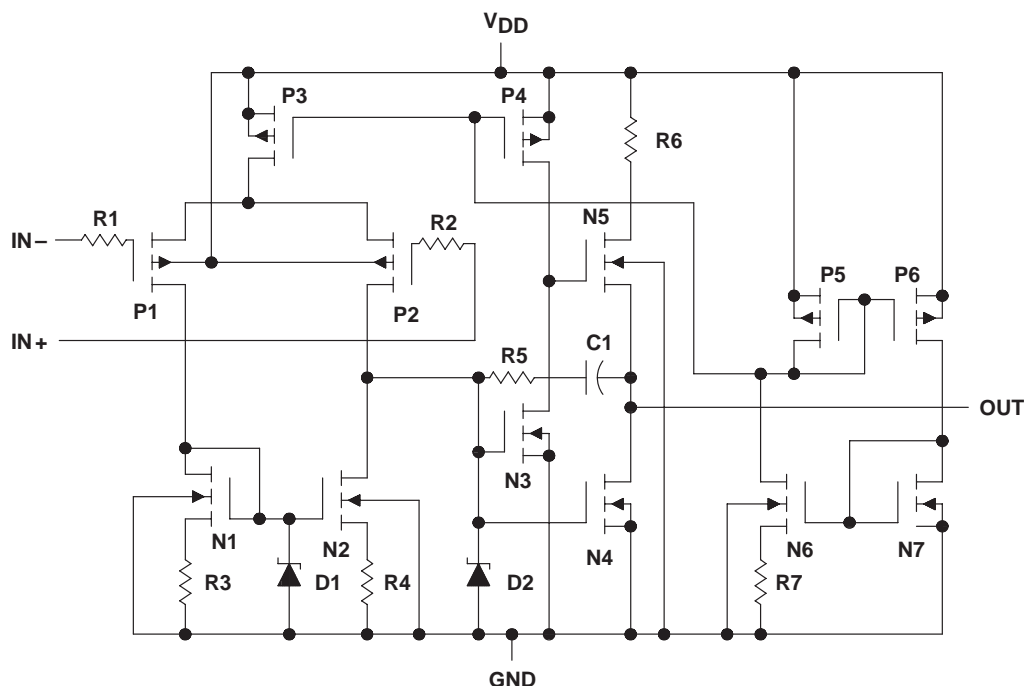 VDD
P3
P4
R6
R1
R2
N5
IN−
P5
P6
P1
P2
IN+
R5
C1
OUT
N3
N1
N2
N4
N6
N7
R3
D1
R4
D2
R7
GND